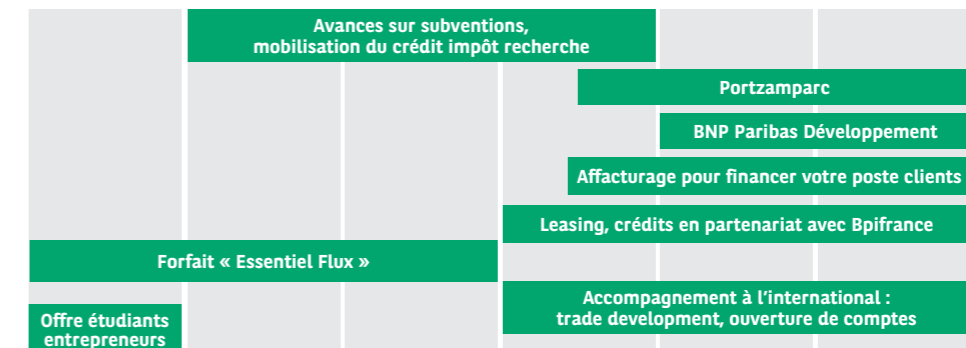 Avances sur subventions,
mobilisation du crédit impôt recherche
Portzamparc
BNP Paribas Développement
Affacturage pour financer votre poste clients
Leasing, crédits en partenariat avec Bpifrance
Forfait « Essentiel Flux »
Accompagnement à l'international :
trade development, ouverture de comptes
Offre étudiants
entrepreneurs